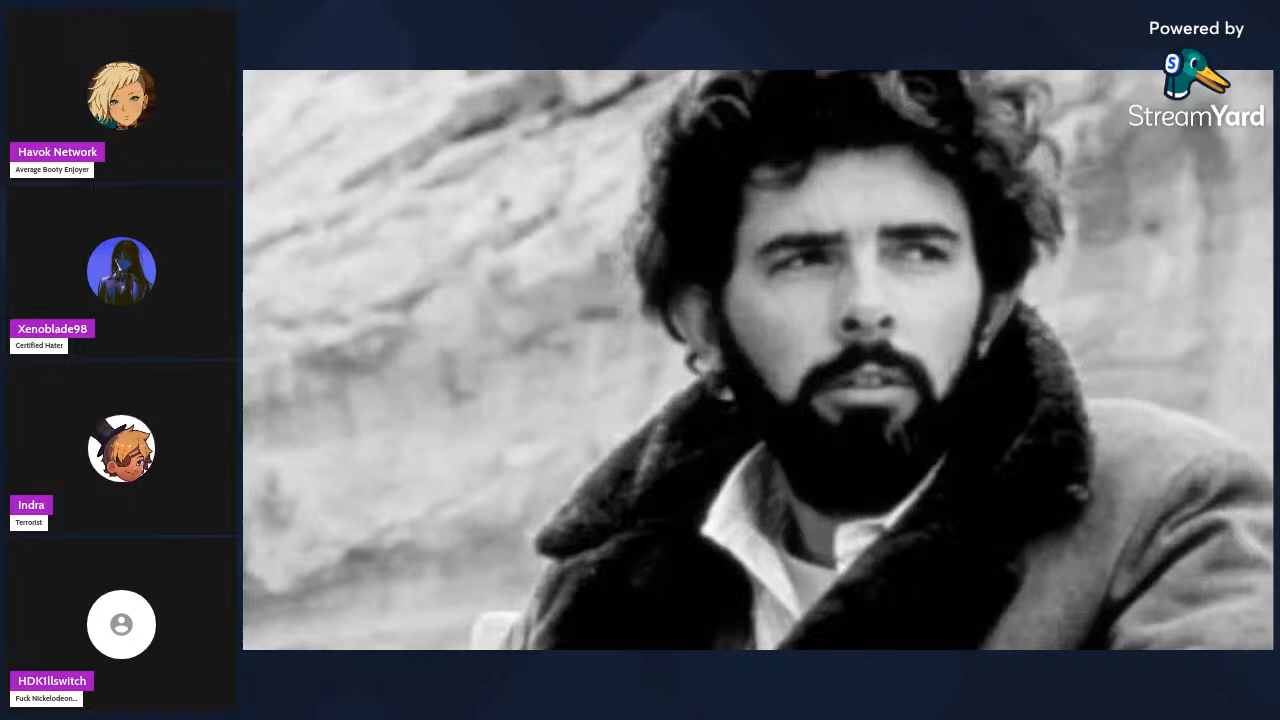 Powered by
S
StreamYard
Havok Network
Average Booty Enjoyer
Xenoblade98
Certified Hater
Indra
Terrorist
HDK1llswitch
Fuck Nickelodeon...